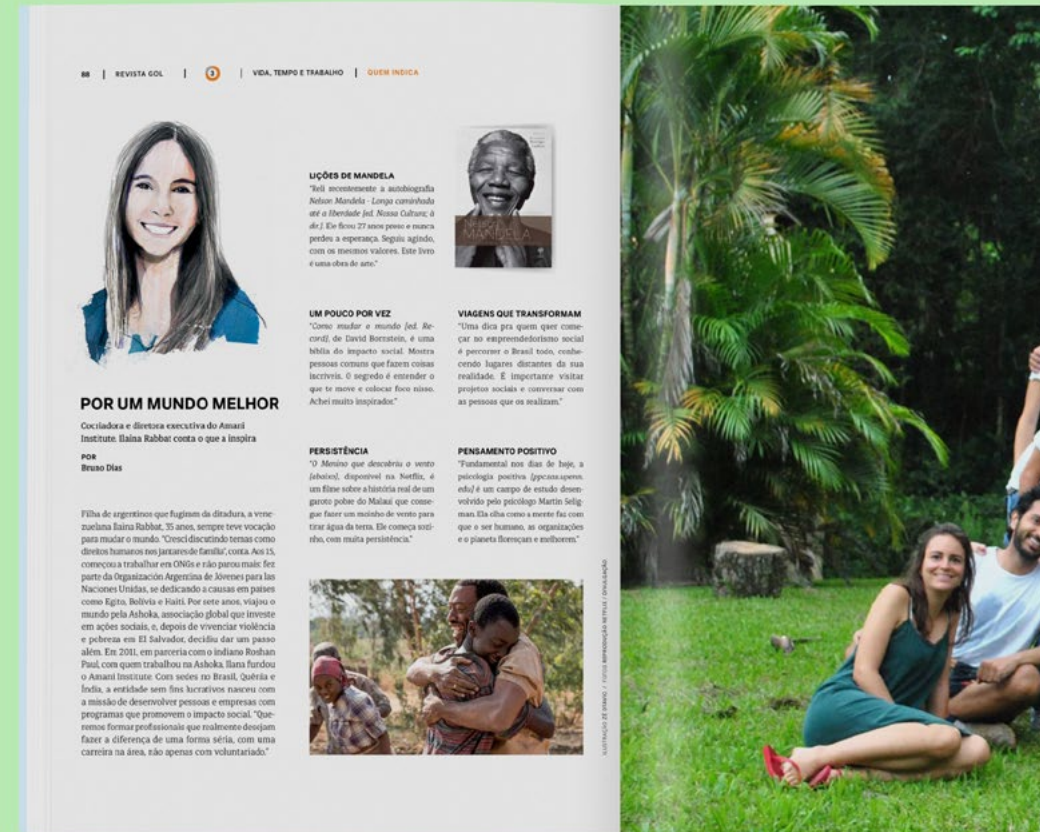 88 | REVISTA GOL | 3 | VIDA, TEMPO E TRABALHO | QUEM INDICA
POR UM MUNDO MELHOR
Cocriadora e diretora executiva do Amani
Institute, Ilaina Rabbat conta o que a inspira
POR
Bruno Dias
Filha de argentinos que fugiram da ditadura, a vene-
zuelana Ilaina Rabbat, 35 anos, sempre teve vocação
para mudar o mundo. "Cresci discutindo temas como
direitos humanos nos jantares de família", conta. Aos 15,
começou a trabalhar em ONGs e não parou mais: fez
parte da Organización Argentina de Jóvenes para las
Naciones Unidas, se dedicando a causas em países
como Egito, Bolívia e Haiti. Por sete anos, viajou o
mundo pela Ashoka, associação global que investe
em ações sociais, e, depois de vivenciar violência
e pobreza em El Salvador, decidiu dar um passo
além. Em 2011, em parceria com o indiano Roshan
Paul, com quem trabalhou na Ashoka, Ilana fundou
o Amani Institute. Com sedes no Brasil, Quênia e
Índia, a entidade sem fins lucrativos nasceu com
a missão de desenvolver pessoas e empresas com
programas que promovem o impacto social. "Que-
remos formar profissionais que realmente desejam
fazer a diferença de uma forma séria, com uma
carreira na área, não apenas com voluntariado."
LIÇÕES DE MANDELA
"Reli recentemente a autobiografia
Nelson Mandela - Longa caminhada
até a liberdade [ed. Nossa Cultura; à
dir.]. Ele ficou 27 anos preso e nunca
perdeu a esperança. Seguiu agindo,
com os mesmos valores. Este livro
é uma obra de arte."
MANDELA
UM POUCO POR VEZ
"Como mudar o mundo [ed. Re-
cord], de David Bornstein, é uma
bíblia do impacto social. Mostra
pessoas comuns que fazem coisas
incríveis. O segredo é entender o
que te move e colocar foco nisso.
Achei muito inspirador."
VIAGENS QUE TRANSFORMAM
"Uma dica pra quem quer come-
çar no empreendedorismo social
é percorrer o Brasil todo, conhe-
cendo lugares distantes da sua
realidade. É importante visitar
projetos sociais e conversar com
as pessoas que os realizam."
PERSISTÊNCIA
"O Menino que descobriu o vento
[abaixo], disponível na Netflix, é
um filme sobre a história real de um
garoto pobre do Malaui que conse-
gue fazer um moinho de vento para
tirar água da terra. Ele começa sozi-
nho, com muita persistência."
PENSAMENTO POSITIVO
"Fundamental nos dias de hoje, a
psicologia positiva [ppc.sas.upenn.
edu] é um campo de estudo desen-
volvido pelo psicólogo Martin Selig-
man. Ela olha como a mente faz com
que o ser humano, as organizações
e o planeta floresçam e melhorem."
ILUSTRAÇÃO ZÉ OTAVIO / FOTOS REPRODUÇÃO NETFLIX / DIVULGAÇÃO